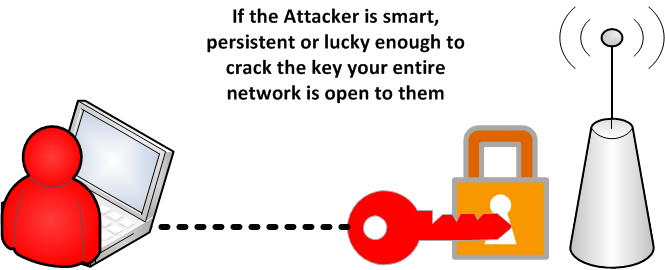 If the Attacker is smart,
persistent or lucky enough to
crack the key your entire
network is open to them